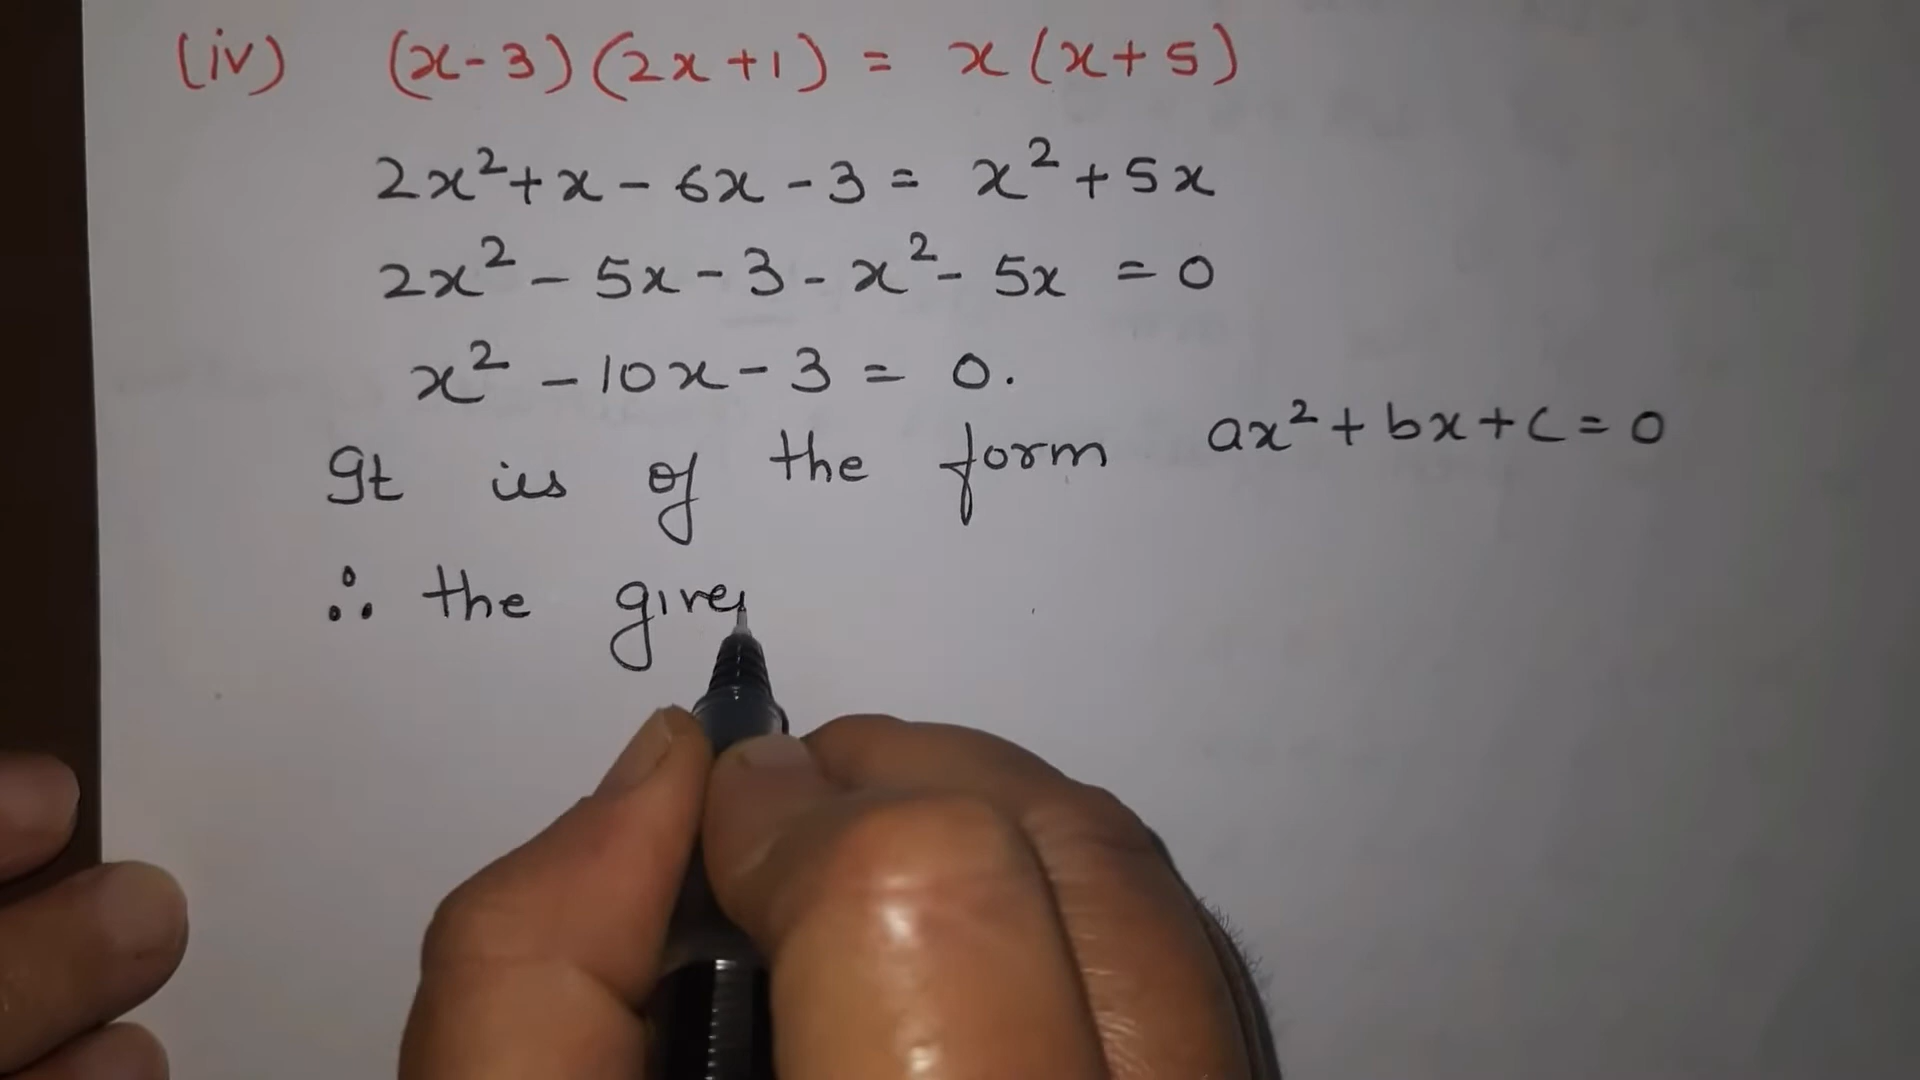 (iv) (x-3)(2x+1) = x(x+5)
2x²+x-6x-3 = x²+5x
2x²-5x-3-x²-5x = 0
x²-10x-3 = 0.
It is of the form ax²+bx+c=0
∴ the given